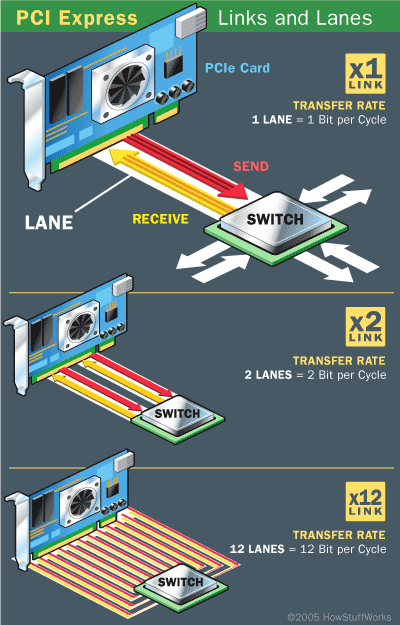 PCI Express Links and Lanes
PCIe Card
x1
LINK
TRANSFER RATE
1 LANE = 1 Bit per Cycle
SEND
LANE
RECEIVE
SWITCH
x2
LINK
TRANSFER RATE
2 LANES = 2 Bit per Cycle
SWITCH
x12
LINK
TRANSFER RATE
12 LANES = 12 Bit per Cycle
SWITCH
©2005 HowStuffWorks